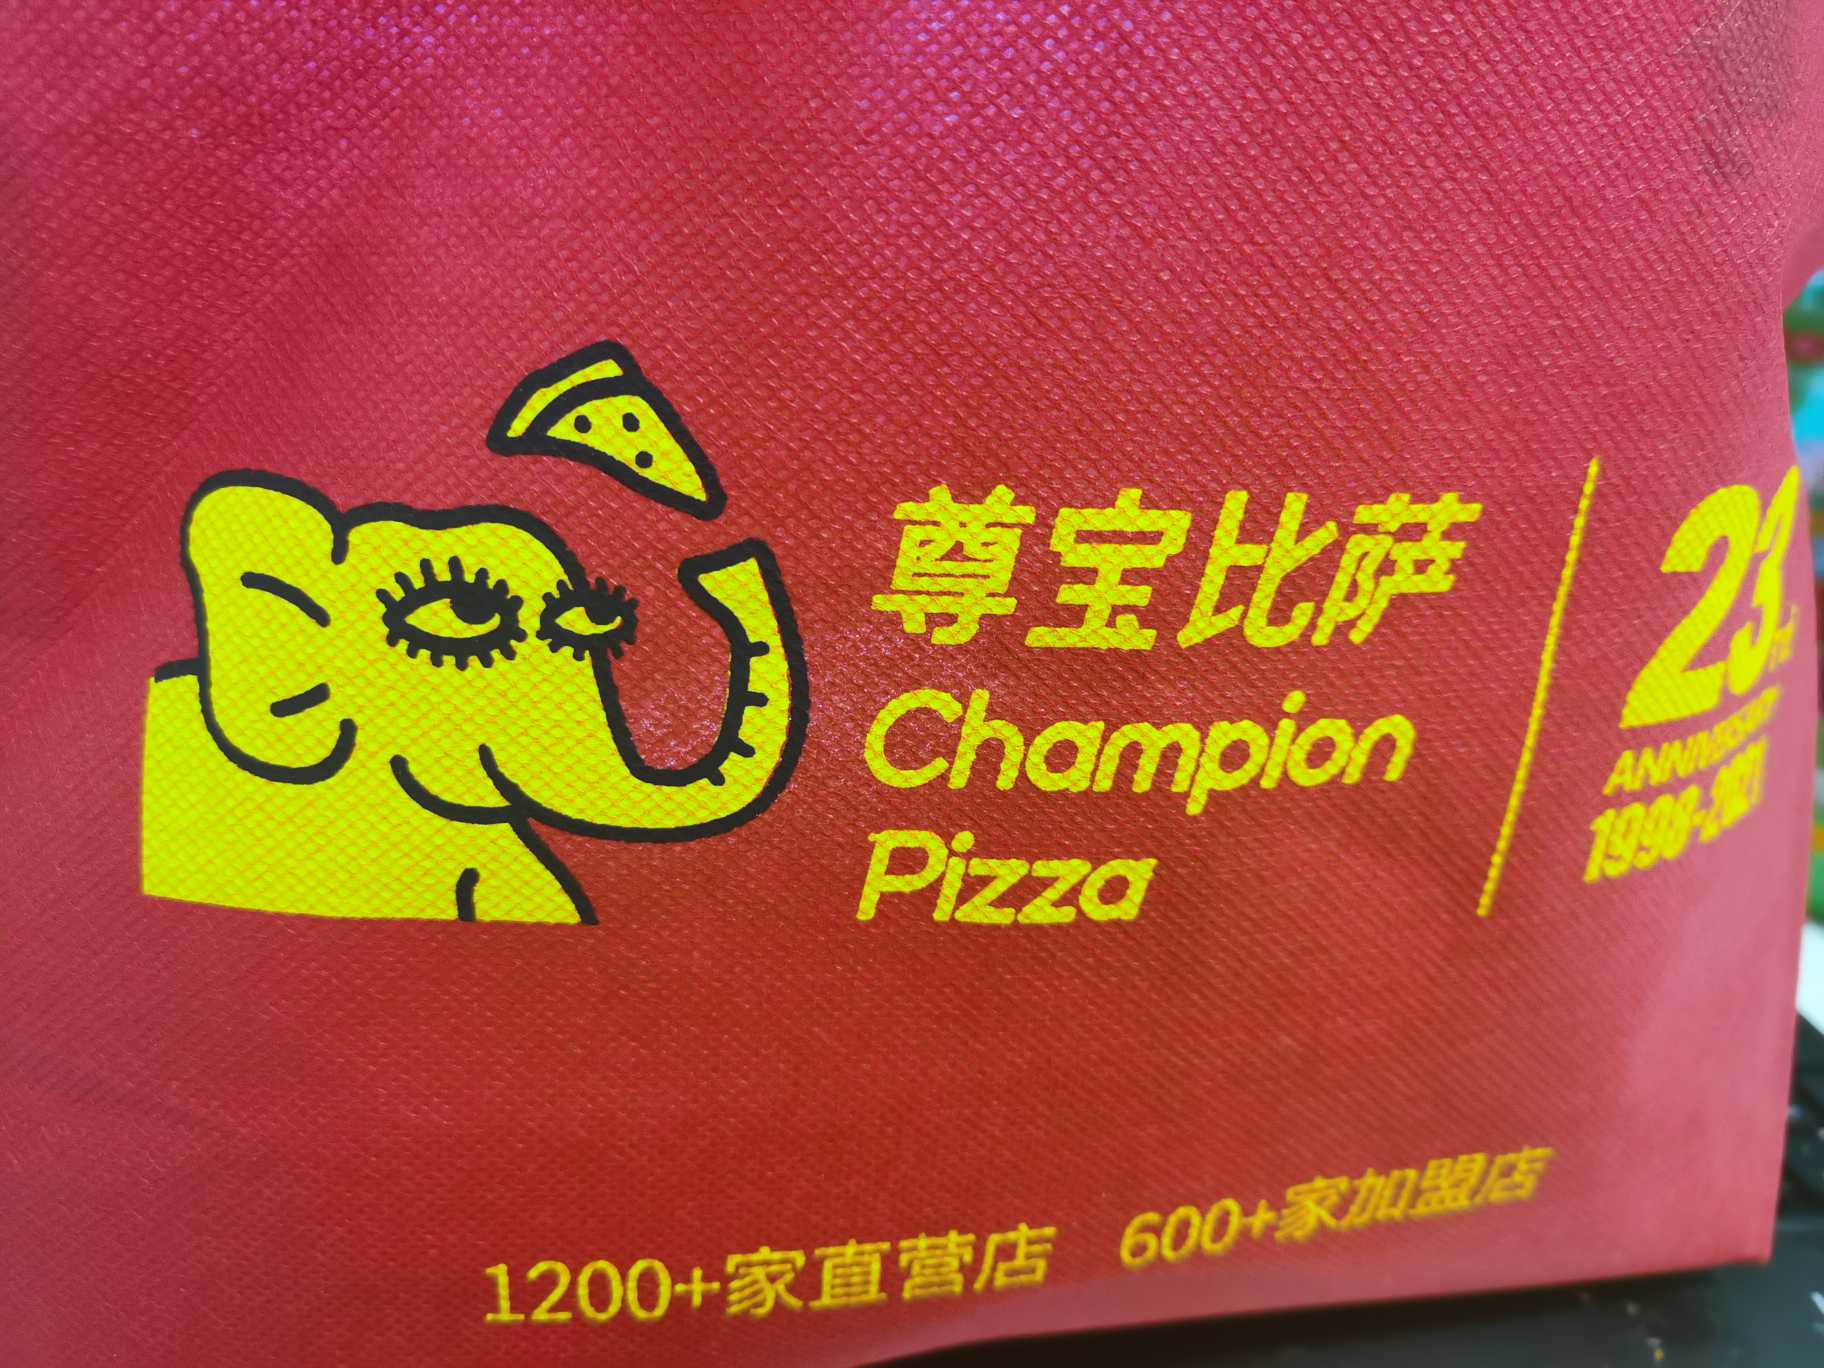 尊宝比萨
Champion
Pizza
23
ANNIVERSARY
1998-2021
1200+家直营店 600+家加盟店